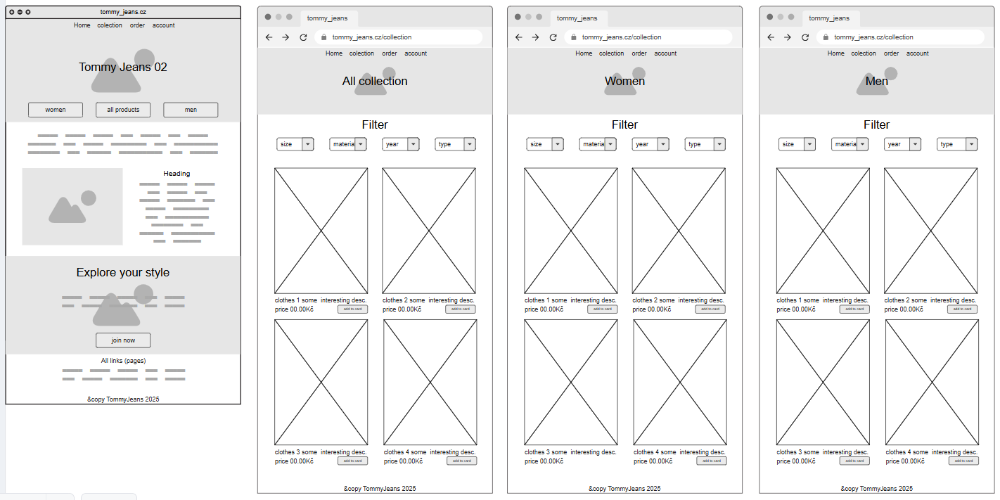 tommy_jeans.cz
Home colection order account
Tommy Jeans 02
women all products men
Heading
Explore your style
join now
All links (pages)
&copy TommyJeans 2025
tommy_jeans
tommy_jeans.cz/collection
Home colection order account
All collection
Filter
size materia year type
clothes 1 some interesting desc. clothes 2 some interesting desc.
price 00.00Kč add to card price 00.00Kč add to card
clothes 3 some interesting desc. clothes 4 some interesting desc.
price 00.00Kč add to card price 00.00Kč add to card
&copy TommyJeans 2025
tommy_jeans
tommy_jeans.cz/collection
Home colection order account
Women
Filter
size materia year type
clothes 1 some interesting desc. clothes 2 some interesting desc.
price 00.00Kč add to card price 00.00Kč add to card
clothes 3 some interesting desc. clothes 4 some interesting desc.
price 00.00Kč add to card price 00.00Kč add to card
&copy TommyJeans 2025
tommy_jeans
tommy_jeans.cz/collection
Home colection order account
Men
Filter
size materia year type
clothes 1 some interesting desc. clothes 2 some interesting desc.
price 00.00Kč add to card price 00.00Kč add to card
clothes 3 some interesting desc. clothes 4 some interesting desc.
price 00.00Kč add to card price 00.00Kč add to card
&copy TommyJeans 2025